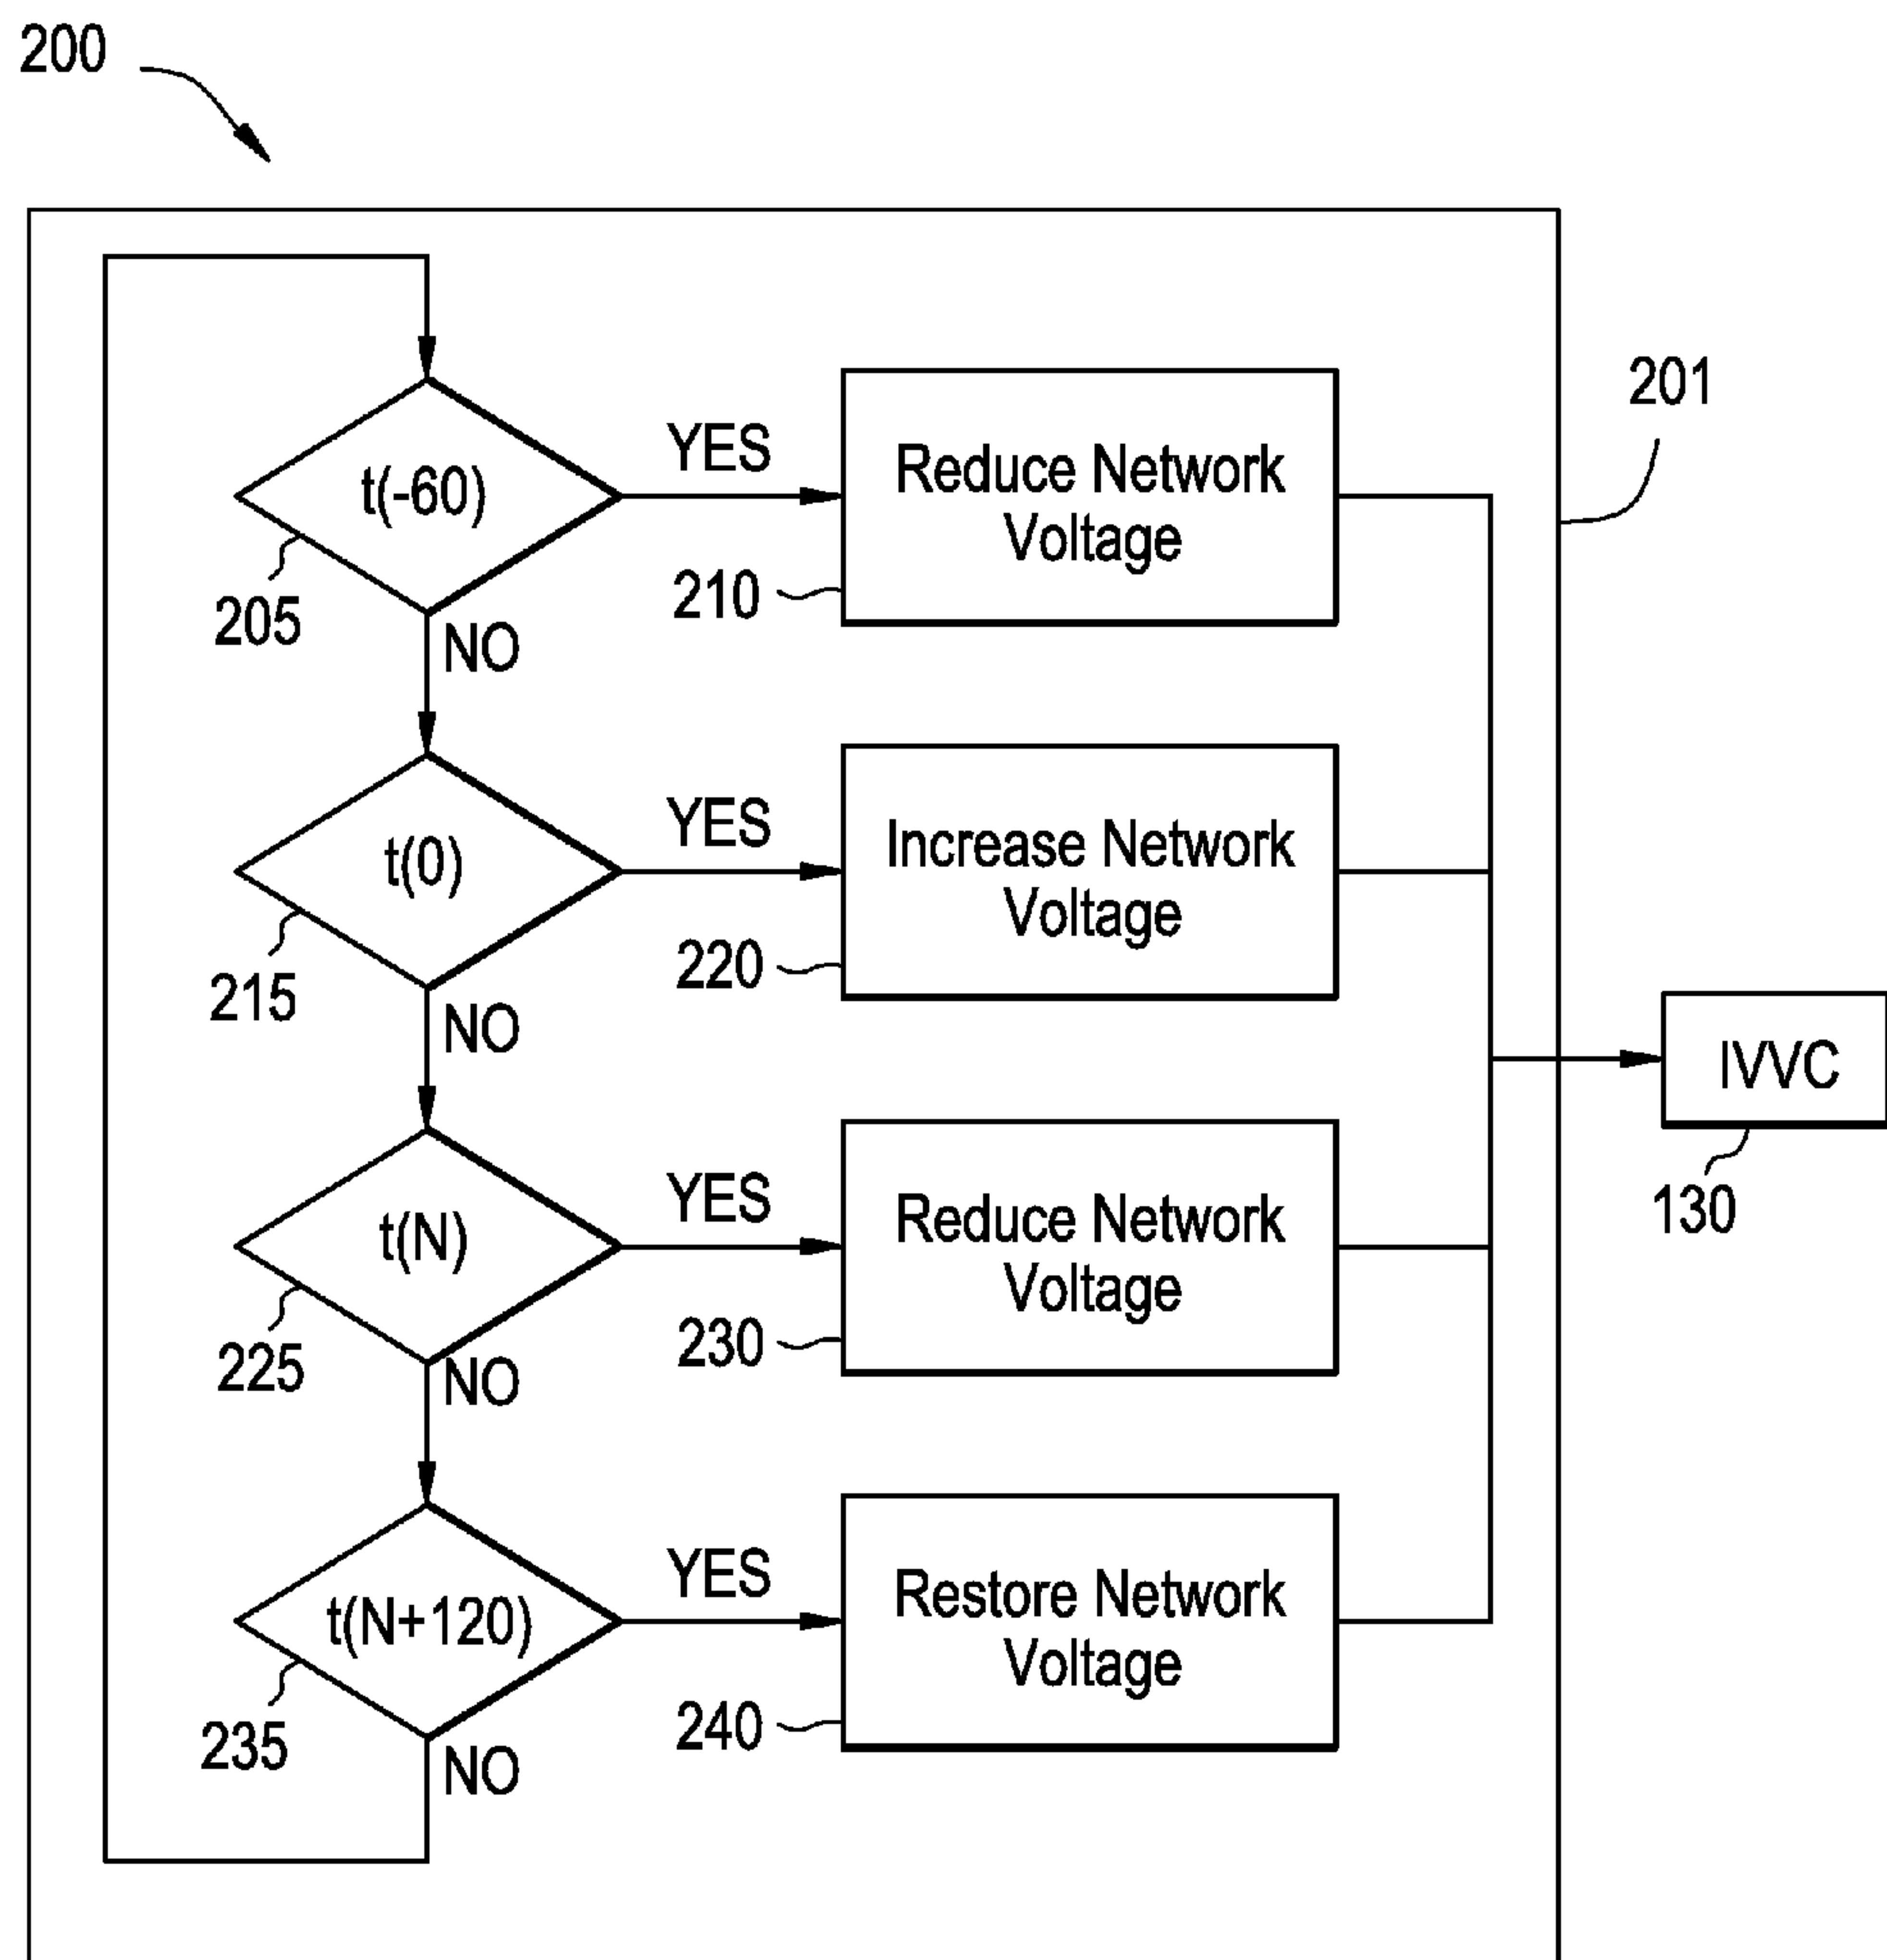 200
201
t(-60)
YES
Reduce Network
Voltage
205
210
NO
t(0)
YES
Increase Network
Voltage
215
220
NO
IVVC
130
t(N)
YES
Reduce Network
Voltage
225
230
NO
t(N+120)
YES
Restore Network
Voltage
235
240
NO